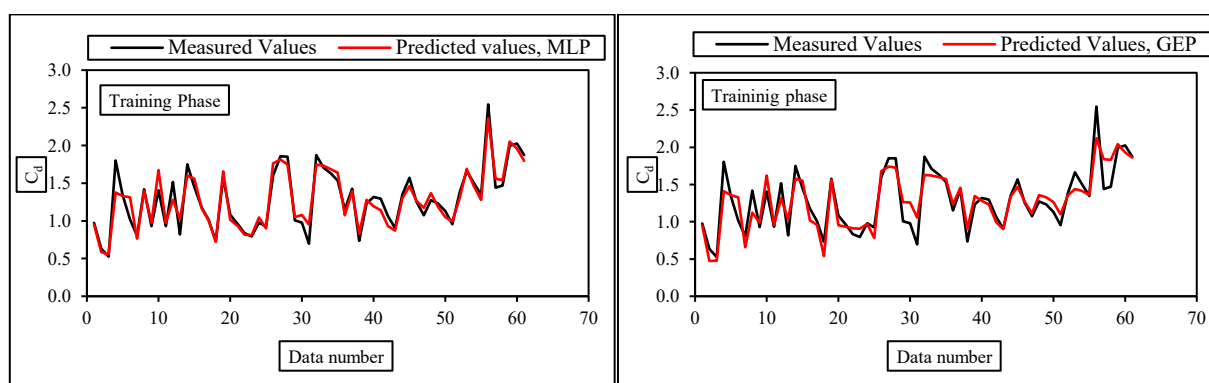 Measured Values
Predicted values, MLP
Training Phase
3.0
2.5
2.0
1.5
1.0
0.5
0.0
Cd
0 10 20 30 40 50 60 70
Data number
Measured Values
Predicted Values, GEP
Traininig phase
3.0
2.5
2.0
1.5
1.0
0.5
0.0
Cd
0 10 20 30 40 50 60 70
Data number